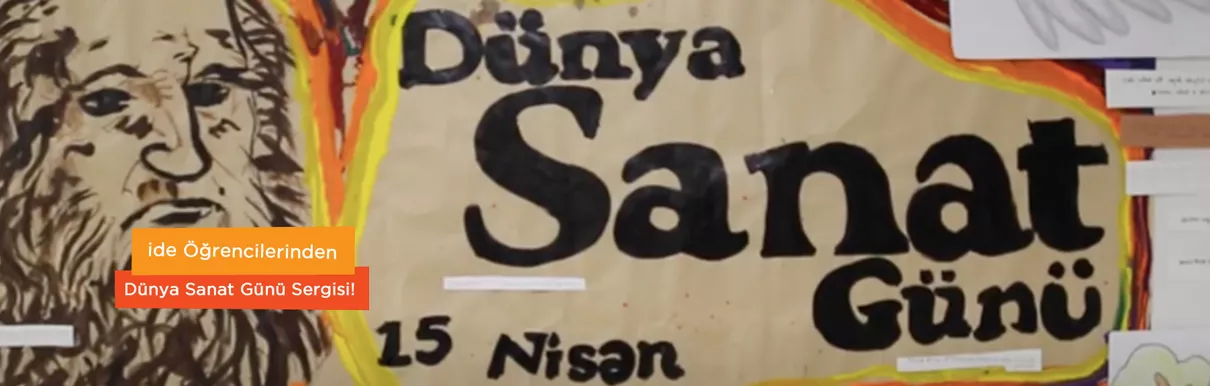 Dünya
Sanat
Günü
15 Nisan
ide Öğrencilerinden
Dünya Sanat Günü Sergisi!